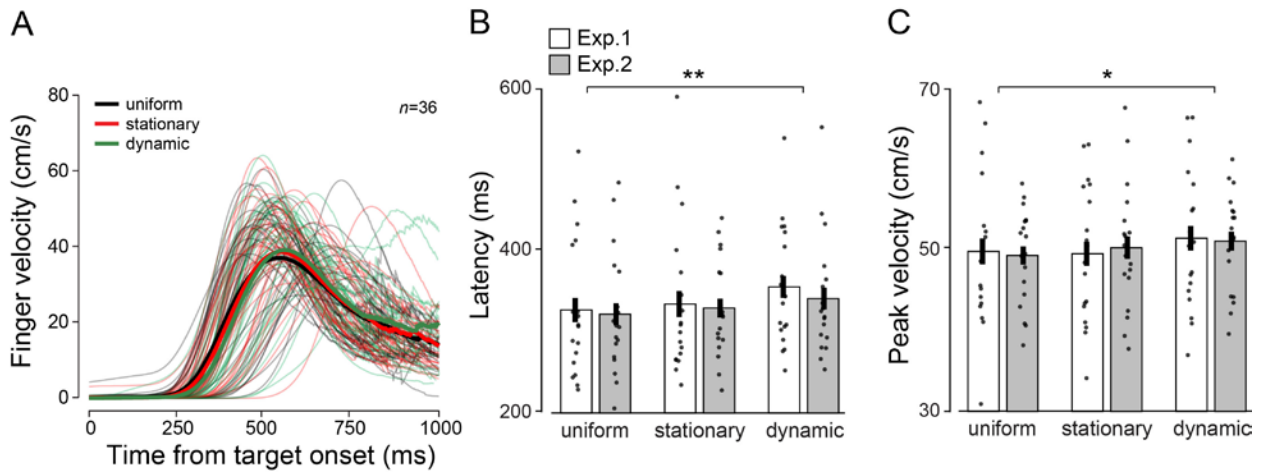 A
Finger velocity (cm/s)
80
60
40
20
0
uniform
stationary
dynamic
n=36
0
250
500
750
1000
Time from target onset (ms)
B
Exp.1
Exp.2
**
Latency (ms)
600
400
200
uniform
stationary
dynamic
C
*
Peak velocity (cm/s)
70
50
30
uniform
stationary
dynamic